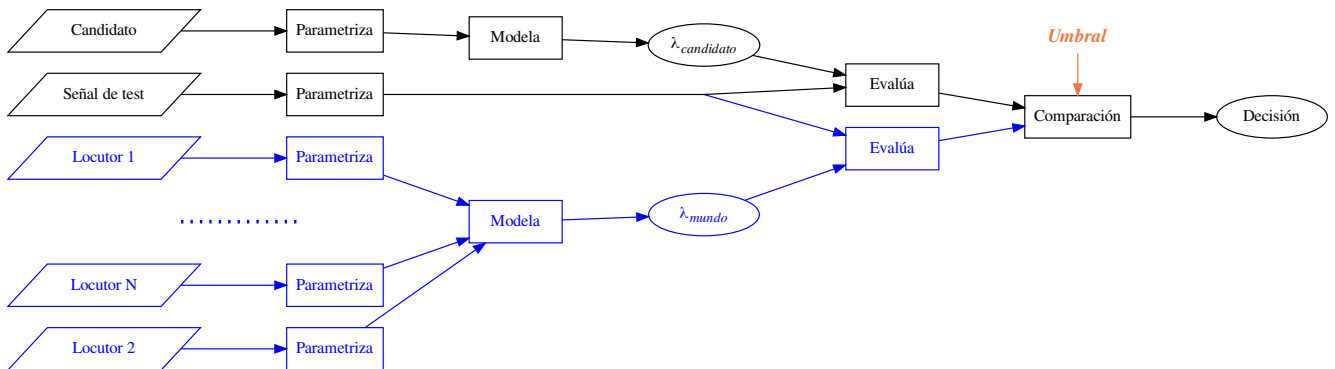 Candidato
Parametriza
Modela
λcandidato
Umbral
Señal de test
Parametriza
Evalúa
Comparación
Decisión
Locutor 1
Parametriza
Evalúa
Modela
λmundo
Locutor N
Parametriza
Locutor 2
Parametriza